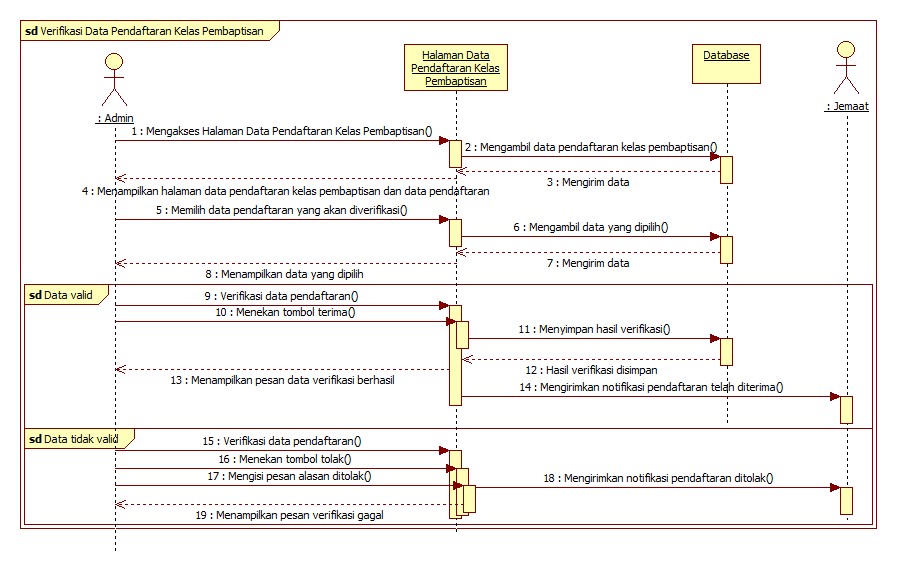 sd Verifikasi Data Pendaftaran Kelas Pembaptisan
Halaman Data
Pendaftaran Kelas
Pembaptisan
Database
: Admin
: Jemaat
1 : Mengakses Halaman Data Pendaftaran Kelas Pembaptisan()
2 : Mengambil data pendaftaran kelas pembaptisan()
3 : Mengirim data
4 : Menampilkan halaman data pendaftaran kelas pembaptisan dan data pendaftaran
5 : Memilih data pendaftaran yang akan diverifikasi()
6 : Mengambil data yang dipilih()
7 : Mengirim data
8 : Menampilkan data yang dipilih
sd Data valid
9 : Verifikasi data pendaftaran()
10 : Menekan tombol terima()
11 : Menyimpan hasil verifikasi()
12 : Hasil verifikasi disimpan
13 : Menampilkan pesan data verifikasi berhasil
14 : Mengirimkan notifikasi pendaftaran telah diterima()
sd Data tidak valid
15 : Verifikasi data pendaftaran()
16 : Menekan tombol tolak()
17 : Mengisi pesan alasan ditolak()
18 : Mengirimkan notifikasi pendaftaran ditolak()
19 : Menampilkan pesan verifikasi gagal